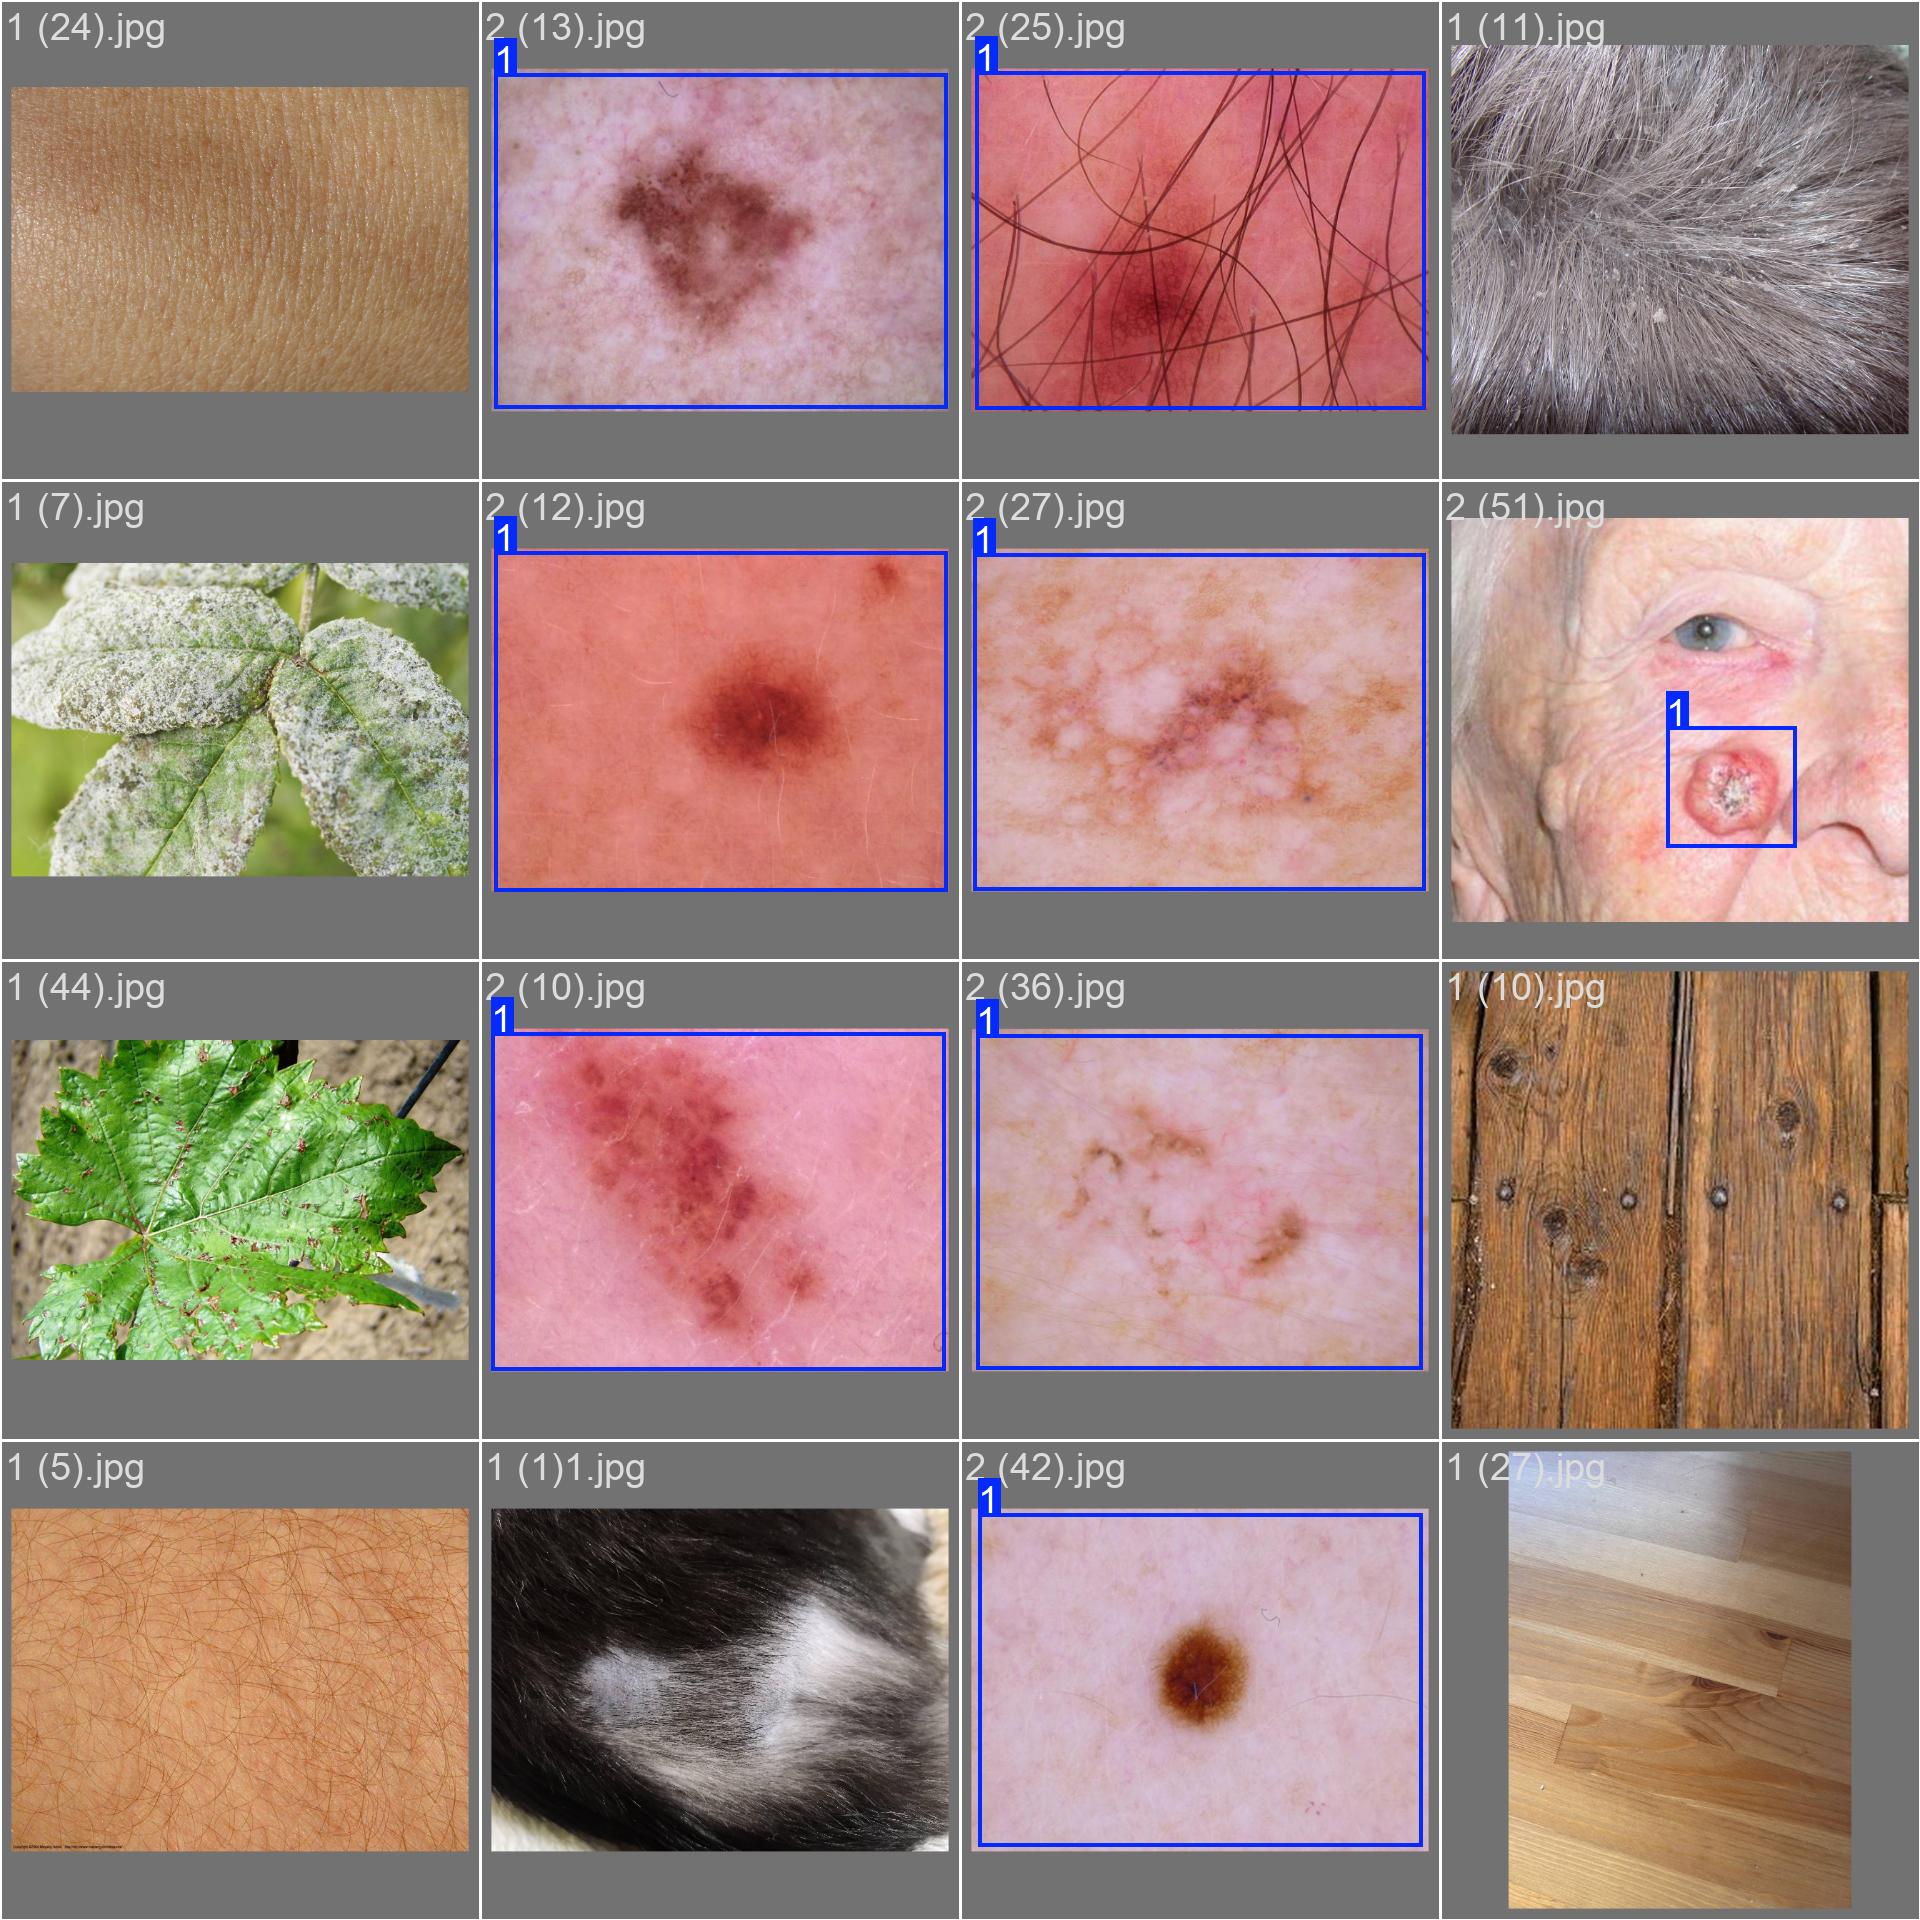 1 (24).jpg
2 (13).jpg
2 (25).jpg
1 (11).jpg
1
1
1 (7).jpg
2 (12).jpg
2 (27).jpg
2 (51).jpg
1
1
1
1 (44).jpg
2 (10).jpg
2 (36).jpg
1 (10).jpg
1
1
1 (5).jpg
1 (1)1.jpg
2 (42).jpg
1 (27).jpg
1